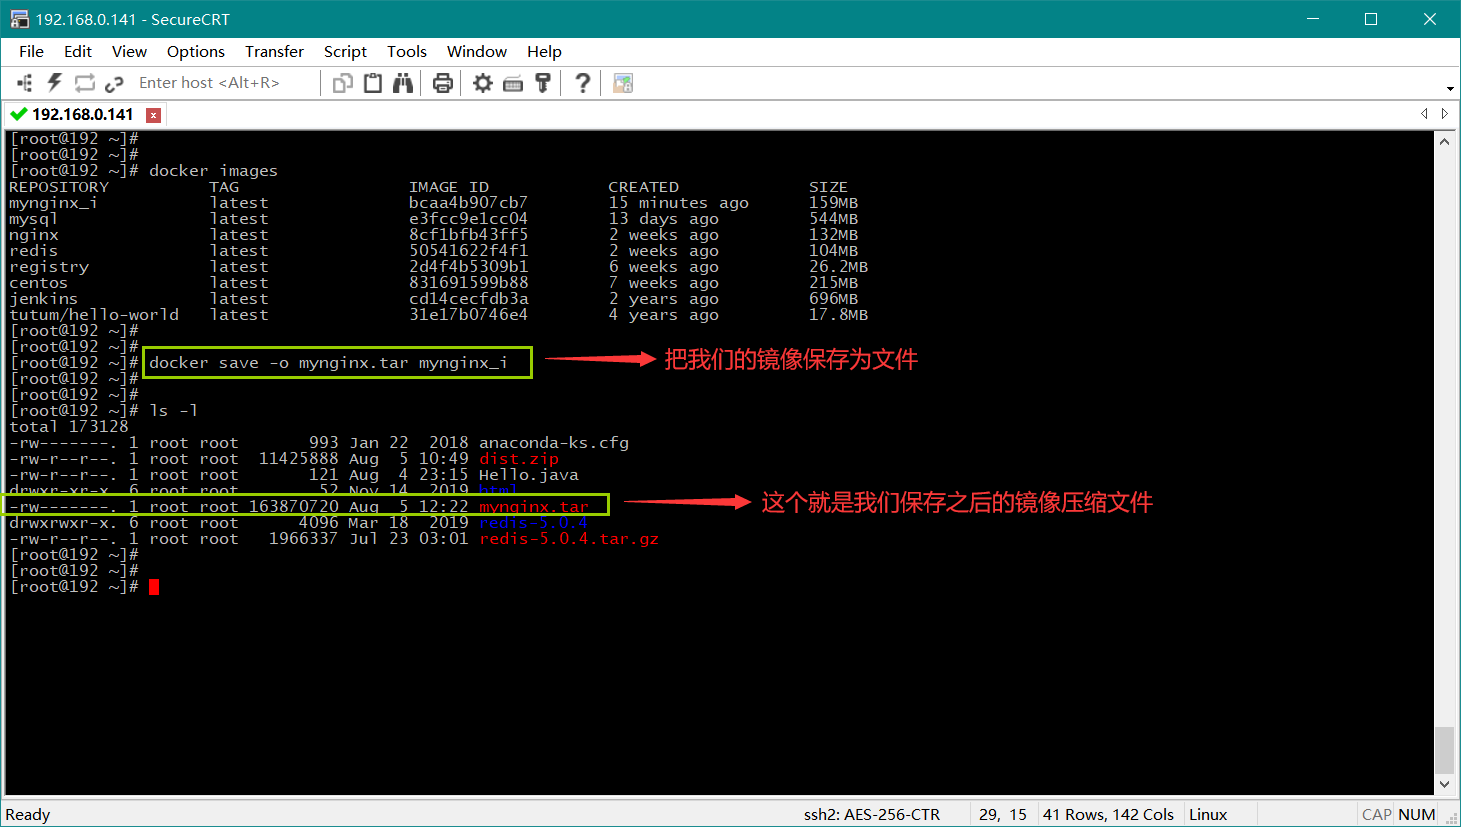 192.168.0.141 - SecureCRT
File Edit View Options Transfer Script Tools Window Help
Enter host <Alt+R>
192.168.0.141
[root@192 ~]#
[root@192 ~]#
[root@192 ~]# docker images
REPOSITORY TAG IMAGE ID CREATED SIZE
mynginx_i latest bcaa4b907cb7 15 minutes ago 159MB
mysql latest e3fcc9e1cc04 13 days ago 544MB
nginx latest 8cf1bfb43ff5 2 weeks ago 132MB
redis latest 50541622f4f1 2 weeks ago 104MB
registry latest 2d4f4b5309b1 6 weeks ago 26.2MB
centos latest 831691599b88 7 weeks ago 215MB
jenkins latest cd14cecfdb3a 2 years ago 696MB
tutum/hello-world latest 31e17b0746e4 4 years ago 17.8MB
[root@192 ~]#
[root@192 ~]#
[root@192 ~]# docker save -o mynginx.tar mynginx_i 把我们的镜像保存为文件
[root@192 ~]#
[root@192 ~]#
[root@192 ~]# ls -l
total 173128
-rw-------. 1 root root 993 Jan 22 2018 anaconda-ks.cfg
-rw-r--r--. 1 root root 11425888 Aug 5 10:49 dist.zip
-rw-r--r--. 1 root root 121 Aug 4 23:15 Hello.java
drwxr-xr-x. 6 root root 52 Nov 14 2019 html
-rw-------. 1 root root 163870720 Aug 5 12:22 mynginx.tar 这个就是我们保存之后的镜像压缩文件
drwxrwxr-x. 6 root root 4096 Mar 18 2019 redis-5.0.4
-rw-r--r--. 1 root root 1966337 Jul 23 03:01 redis-5.0.4.tar.gz
[root@192 ~]#
[root@192 ~]#
[root@192 ~]#
Ready ssh2: AES-256-CTR 29, 15 41 Rows, 142 Cols Linux CAP NUM